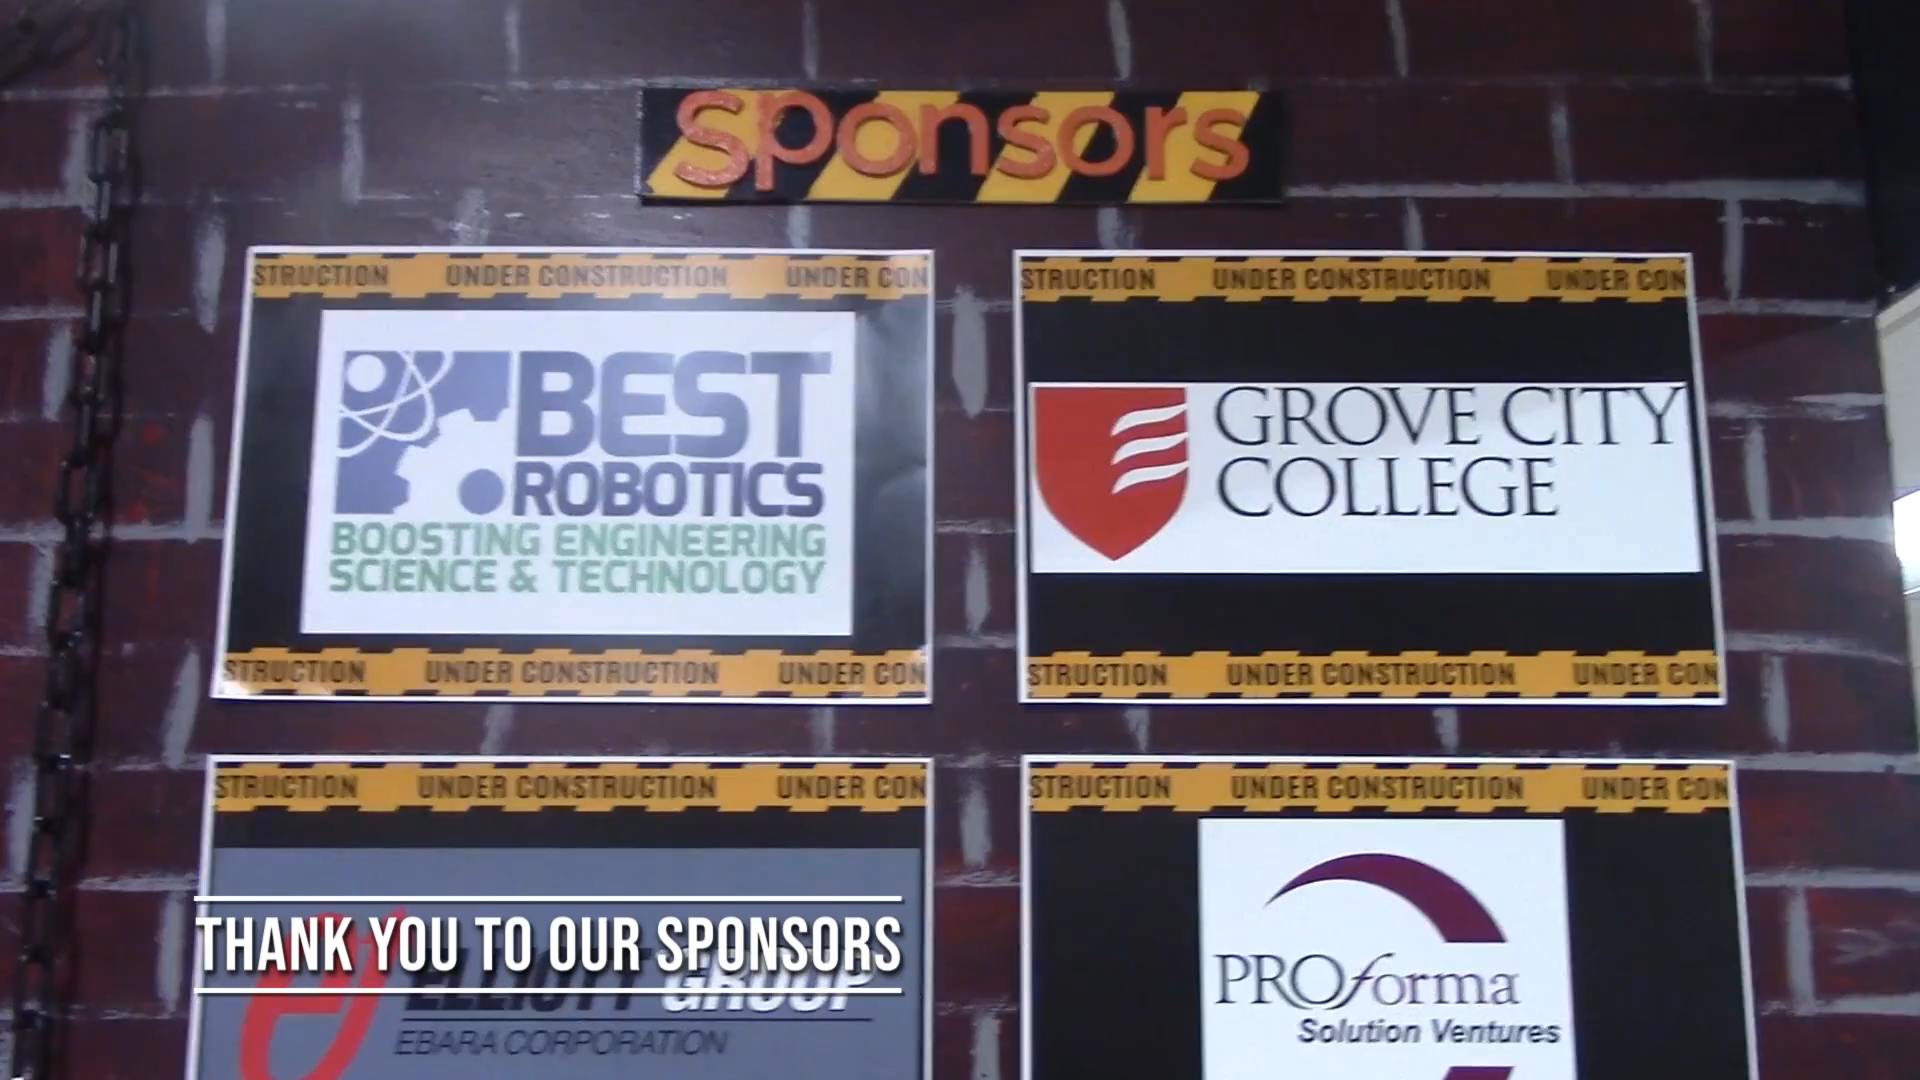 sponsors
STRUCTION UNDER CONSTRUCTION UNDER CON
BEST
ROBOTICS
BOOSTING ENGINEERING
SCIENCE & TECHNOLOGY
STRUCTION UNDER CONSTRUCTION UNDER CON
STRUCTION UNDER CONSTRUCTION UNDER CON
GROVE CITY
COLLEGE
STRUCTION UNDER CONSTRUCTION UNDER CON
STRUCTION UNDER CONSTRUCTION UNDER CON
THANK YOU TO OUR SPONSORS
ELLIOTT GROUP
EBARA CORPORATION
STRUCTION UNDER CONSTRUCTION UNDER CON
PROforma
Solution Ventures